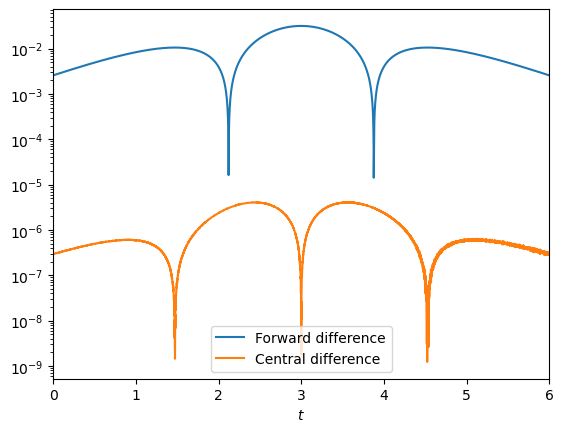 10⁻²
10⁻³
10⁻⁴
10⁻⁵
10⁻⁶
10⁻⁷
10⁻⁸
10⁻⁹
Forward difference
Central difference
0 1 2 3 4 5 6
t